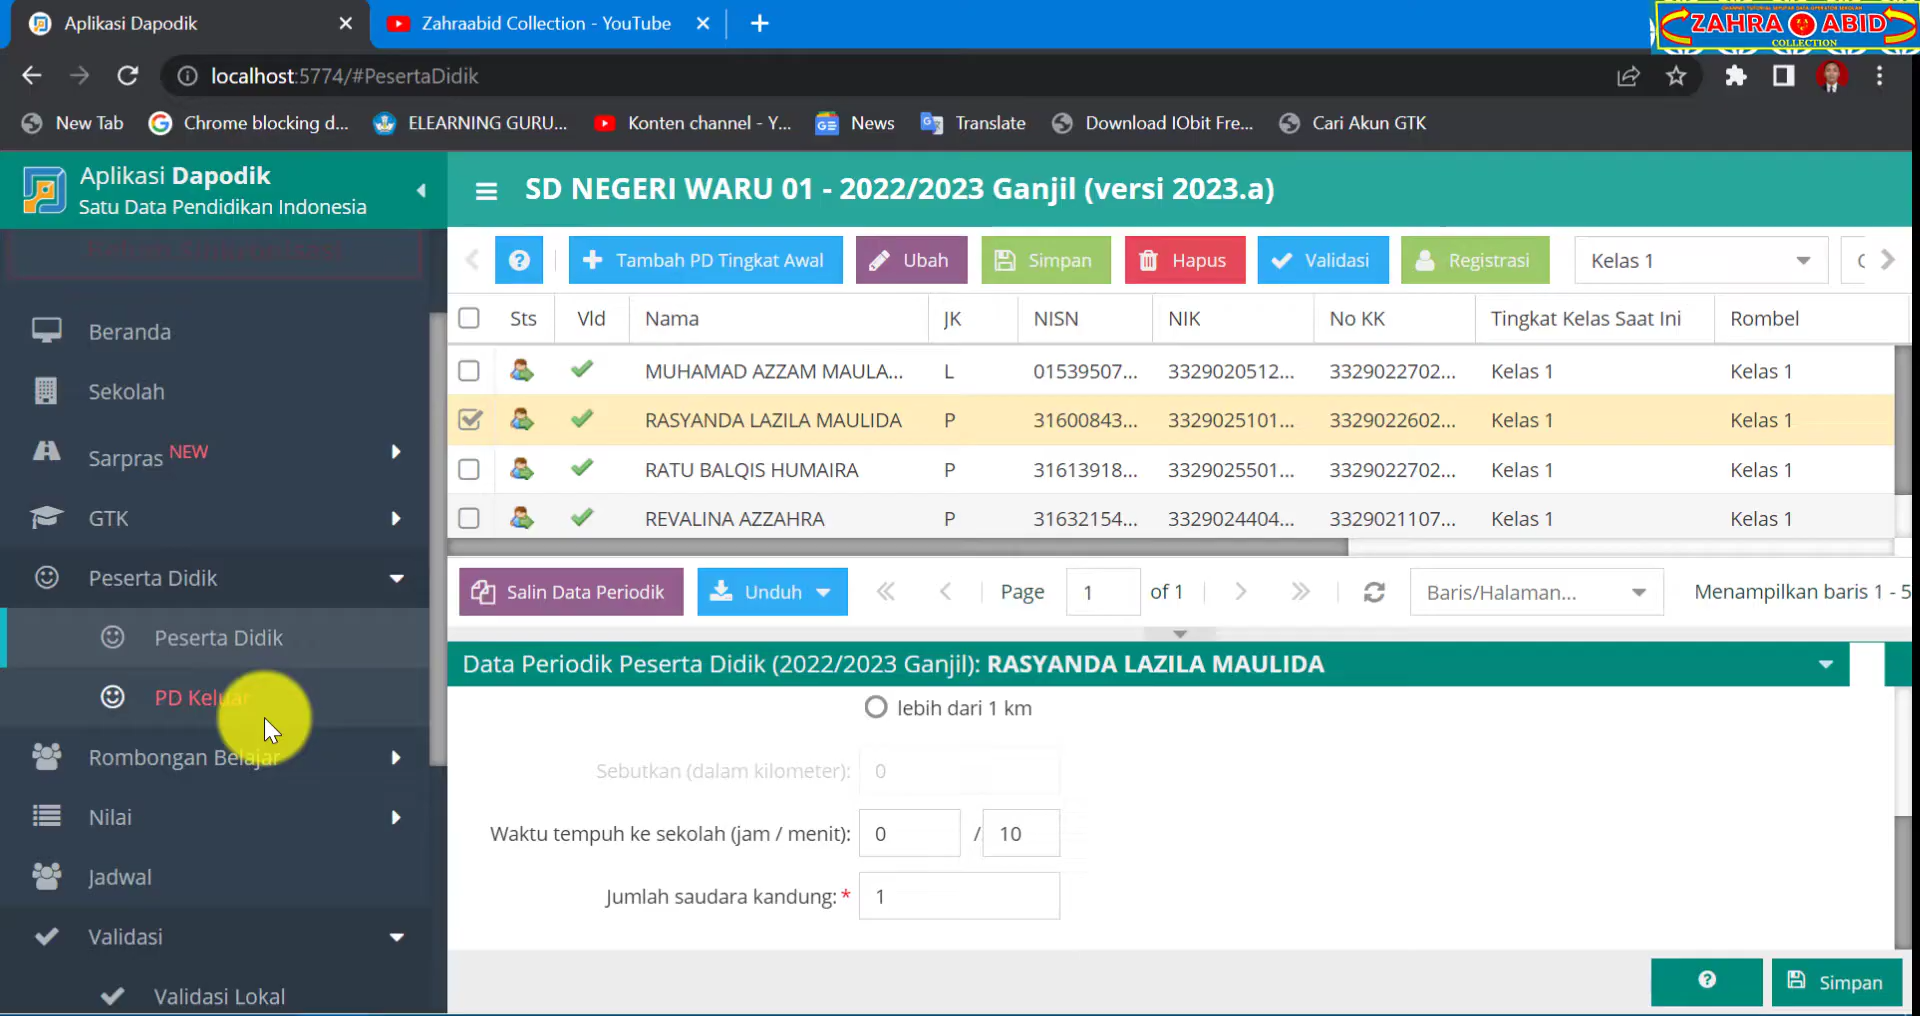 Aplikasi Dapodik
Zahraabid Collection - YouTube
CHANNEL TUTORIAL SEPUTAR DATA OPERATOR SEKOLAH
ZAHRA ABID
COLLECTION
localhost:5774/#PesertaDidik
New Tab
Chrome blocking d...
ELEARNING GURU...
Konten channel - Y...
News
Translate
Download IObit Fre...
Cari Akun GTK
Aplikasi Dapodik
Satu Data Pendidikan Indonesia
SD NEGERI WARU 01 - 2022/2023 Ganjil (versi 2023.a)
Beranda
Sekolah
Sarpras NEW
GTK
Peserta Didik
Peserta Didik
PD Keluar
Rombongan Belajar
Nilai
Jadwal
Validasi
Validasi Lokal
Tambah PD Tingkat Awal
Ubah
Simpan
Hapus
Validasi
Registrasi
Kelas 1
Sts Vld Nama JK NISN NIK No KK Tingkat Kelas Saat Ini Rombel
MUHAMAD AZZAM MAULA... L 01539507... 3329020512... 3329022702... Kelas 1 Kelas 1
RASYANDA LAZILA MAULIDA P 31600843... 3329025101... 3329022602... Kelas 1 Kelas 1
RATU BALQIS HUMAIRA P 31613918... 3329025501... 3329022702... Kelas 1 Kelas 1
REVALINA AZZAHRA P 31632154... 3329024404... 3329021107... Kelas 1 Kelas 1
Salin Data Periodik
Unduh
Page 1 of 1
Baris/Halaman...
Menampilkan baris 1 - 5
Data Periodik Peserta Didik (2022/2023 Ganjil): RASYANDA LAZILA MAULIDA
lebih dari 1 km
Sebutkan (dalam kilometer): 0
Waktu tempuh ke sekolah (jam / menit): 0 / 10
Jumlah saudara kandung: * 1
Simpan